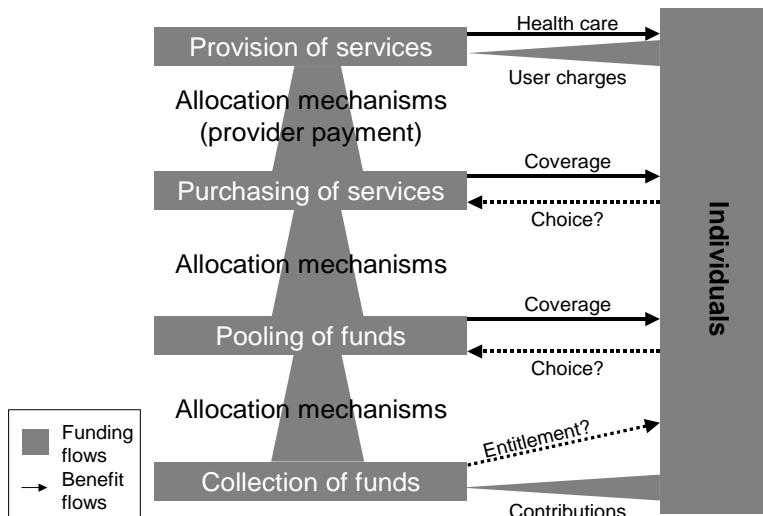 Provision of services
Health care
User charges
Allocation mechanisms
(provider payment)
Coverage
Purchasing of services
Choice?
Allocation mechanisms
Coverage
Pooling of funds
Choice?
Allocation mechanisms
Entitlement?
Collection of funds
Contributions
Individuals
Funding
flows
Benefit
flows